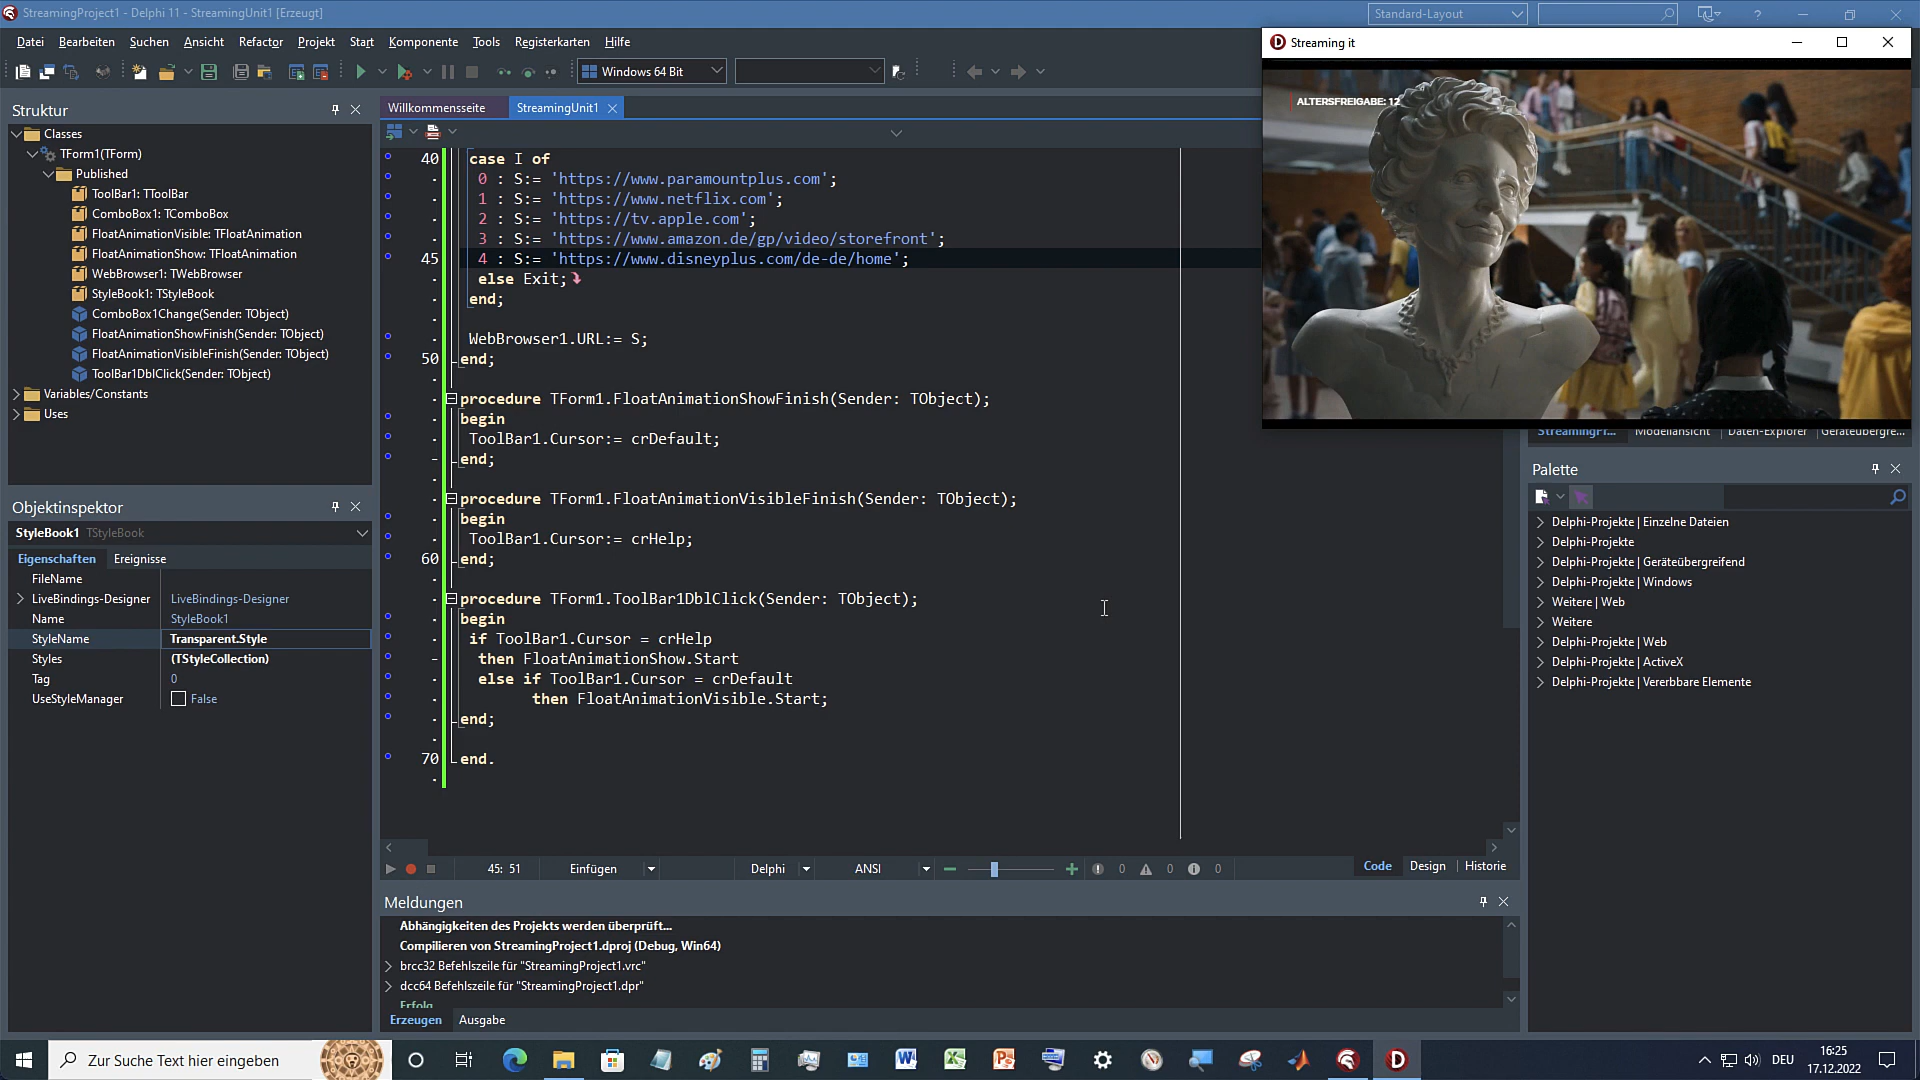 StreamingProject1 - Delphi 11 - StreamingUnit1 [Erzeugt]
Standard-Layout
Datei Bearbeiten Suchen Ansicht Refactor Projekt Start Komponente Tools Registerkarten Hilfe
Windows 64 Bit
Streaming it
ALTERSFREIGABE: 12
Struktur
Classes
TForm1(TForm)
Published
ToolBar1: TToolBar
ComboBox1: TComboBox
FloatAnimationVisible: TFloatAnimation
FloatAnimationShow: TFloatAnimation
WebBrowser1: TWebBrowser
StyleBook1: TStyleBook
ComboBox1Change(Sender: TObject)
FloatAnimationShowFinish(Sender: TObject)
FloatAnimationVisibleFinish(Sender: TObject)
ToolBar1DblClick(Sender: TObject)
Variables/Constants
Uses
Objektinspektor
StyleBook1 TStyleBook
Eigenschaften Ereignisse
FileName
LiveBindings-Designer LiveBindings-Designer
Name StyleBook1
StyleName Transparent.Style
Styles (TStyleCollection)
Tag 0
UseStyleManager False
Willkommensseite StreamingUnit1
40 case I of
0 : S:= 'https://www.paramountplus.com';
1 : S:= 'https://www.netflix.com';
2 : S:= 'https://tv.apple.com';
3 : S:= 'https://www.amazon.de/gp/video/storefront';
45 4 : S:= 'https://www.disneyplus.com/de-de/home';
else Exit;
end;
WebBrowser1.URL:= S;
50 end;
procedure TForm1.FloatAnimationShowFinish(Sender: TObject);
begin
ToolBar1.Cursor:= crDefault;
end;
procedure TForm1.FloatAnimationVisibleFinish(Sender: TObject);
begin
ToolBar1.Cursor:= crHelp;
60 end;
procedure TForm1.ToolBar1DblClick(Sender: TObject);
begin
if ToolBar1.Cursor = crHelp
then FloatAnimationShow.Start
else if ToolBar1.Cursor = crDefault
then FloatAnimationVisible.Start;
end;
70 end.
45: 51 Einfügen Delphi ANSI 0 0 0
Code Design Historie
Meldungen
Abhängigkeiten des Projekts werden überprüft...
Compilieren von StreamingProject1.dproj (Debug, Win64)
brcc32 Befehlszeile für "StreamingProject1.vrc"
dcc64 Befehlszeile für "StreamingProject1.dpr"
Erfolg
Erzeugen Ausgabe
StreamingPr... Modellansicht Daten-Explorer Geräteübergre...
Palette
Delphi-Projekte | Einzelne Dateien
Delphi-Projekte
Delphi-Projekte | Geräteübergreifend
Delphi-Projekte | Windows
Weitere | Web
Weitere
Delphi-Projekte | Web
Delphi-Projekte | ActiveX
Delphi-Projekte | Vererbbare Elemente
Zur Suche Text hier eingeben
DEU
16:25
17.12.2022